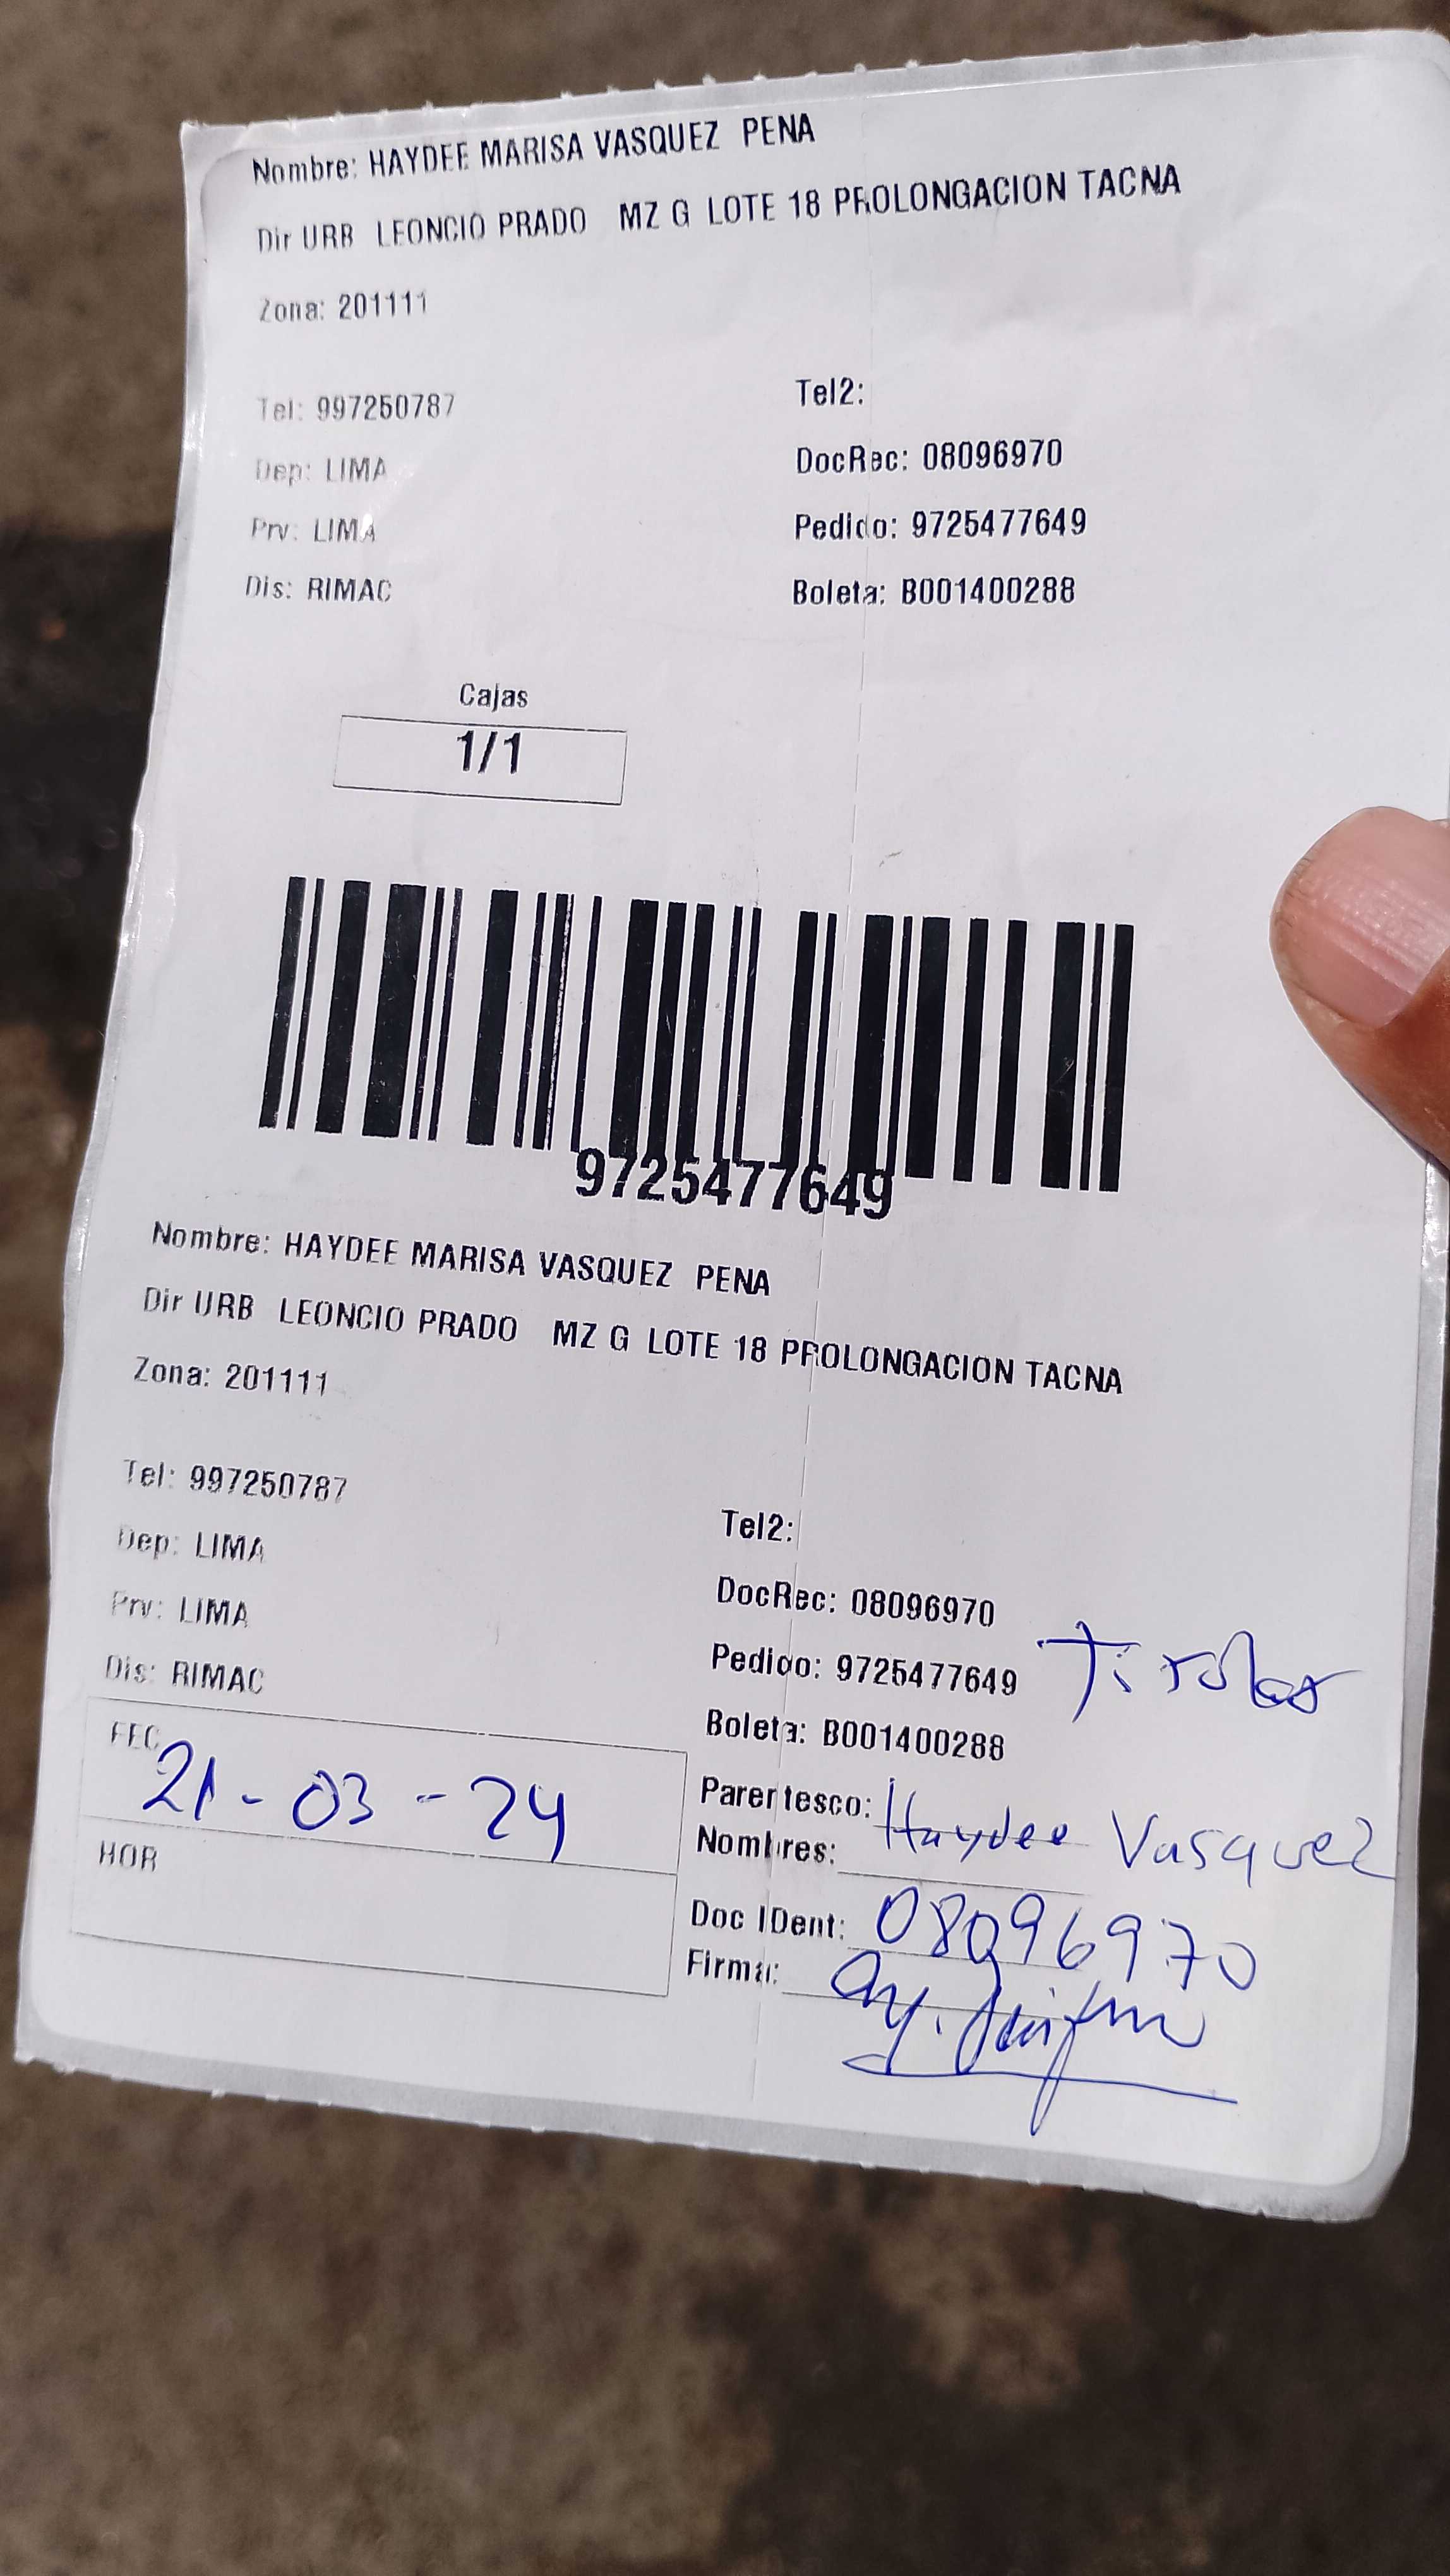 Nombre: HAYDEE MARISA VASQUEZ PENA
Dir URB LEONCIO PRADO MZ G LOTE 18 PROLONGACION TACNA
Zona: 201111
Tel: 997250787 Tel2:
Dep: LIMA DocRec: 08096970
Prv: LIMA Pedido: 9725477649
Dis: RIMAC Boleta: B001400288
Cajas
1/1
9725477649
Nombre: HAYDEE MARISA VASQUEZ PENA
Dir URB LEONCIO PRADO MZ G LOTE 18 PROLONGACION TACNA
Zona: 201111
Tel: 997250787 Tel2:
Dep: LIMA DocRec: 08096970
Prv: LIMA Pedido: 9725477649
Dis: RIMAC Boleta: B001400288
FEC 21-03-24
Parentesco: Haydee Vasquez
Nombres:
HOR
Doc IDent: 08096970
Firma: